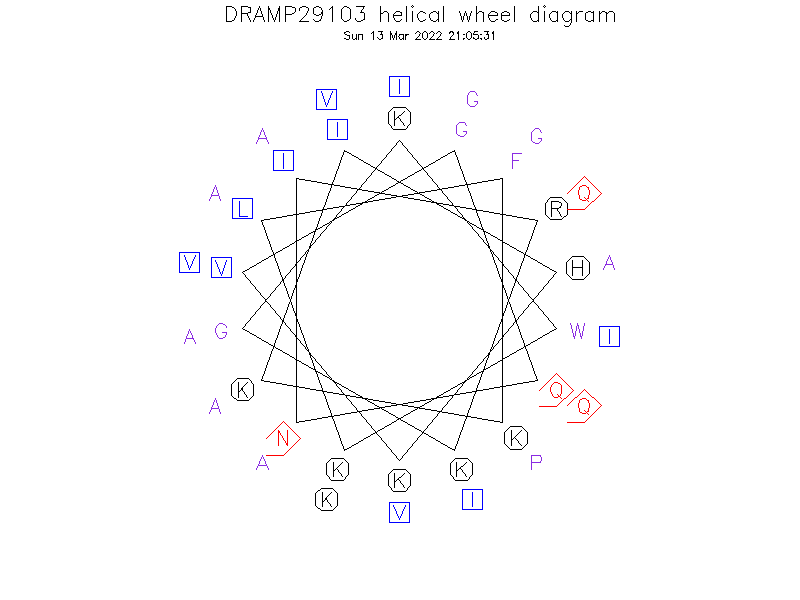 DRAMP29103 helical wheel diagram
Sun 13 Mar 2022 21:05:31
I
V G
K
I G
A G
I F
A Q
L R
V V H A
A G W I
K Q
A Q
N K
A P
K K
K
K I
V